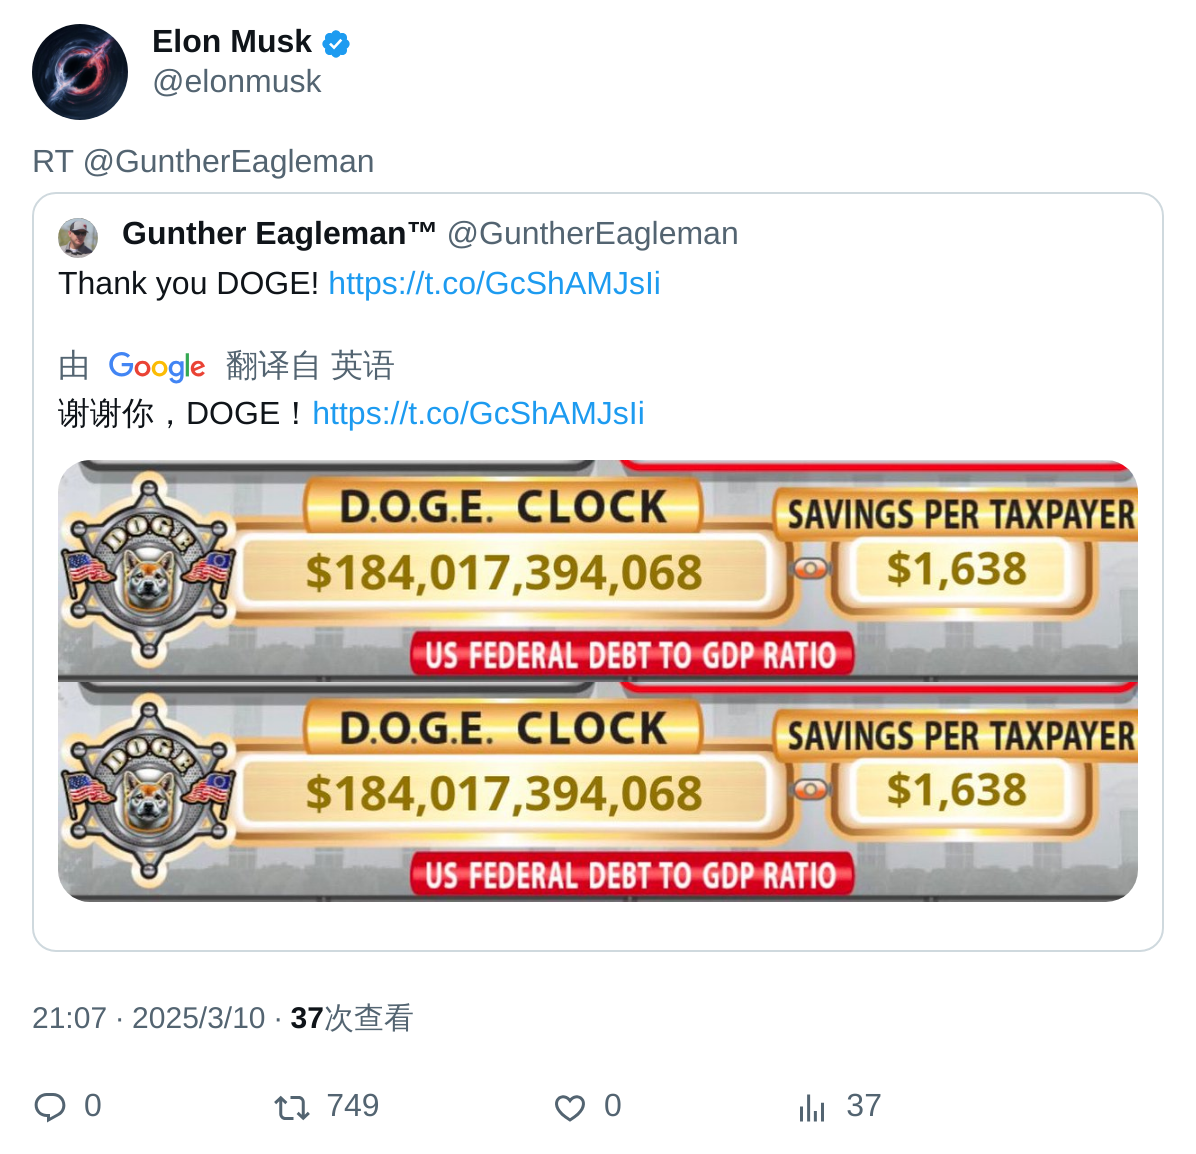 Elon Musk
@elonmusk
RT @GuntherEagleman
Gunther Eagleman™ @GuntherEagleman
Thank you DOGE! https://t.co/GcShAMJsIi
由 Google 翻译自 英语
谢谢你，DOGE！https://t.co/GcShAMJsIi
D.O.G.E. CLOCK
SAVINGS PER TAXPAYER
DOGE
$184,017,394,068
$1,638
US FEDERAL DEBT TO GDP RATIO
D.O.G.E. CLOCK
SAVINGS PER TAXPAYER
DOGE
$184,017,394,068
$1,638
US FEDERAL DEBT TO GDP RATIO
21:07 · 2025/3/10 · 37次查看
0 749 0 37